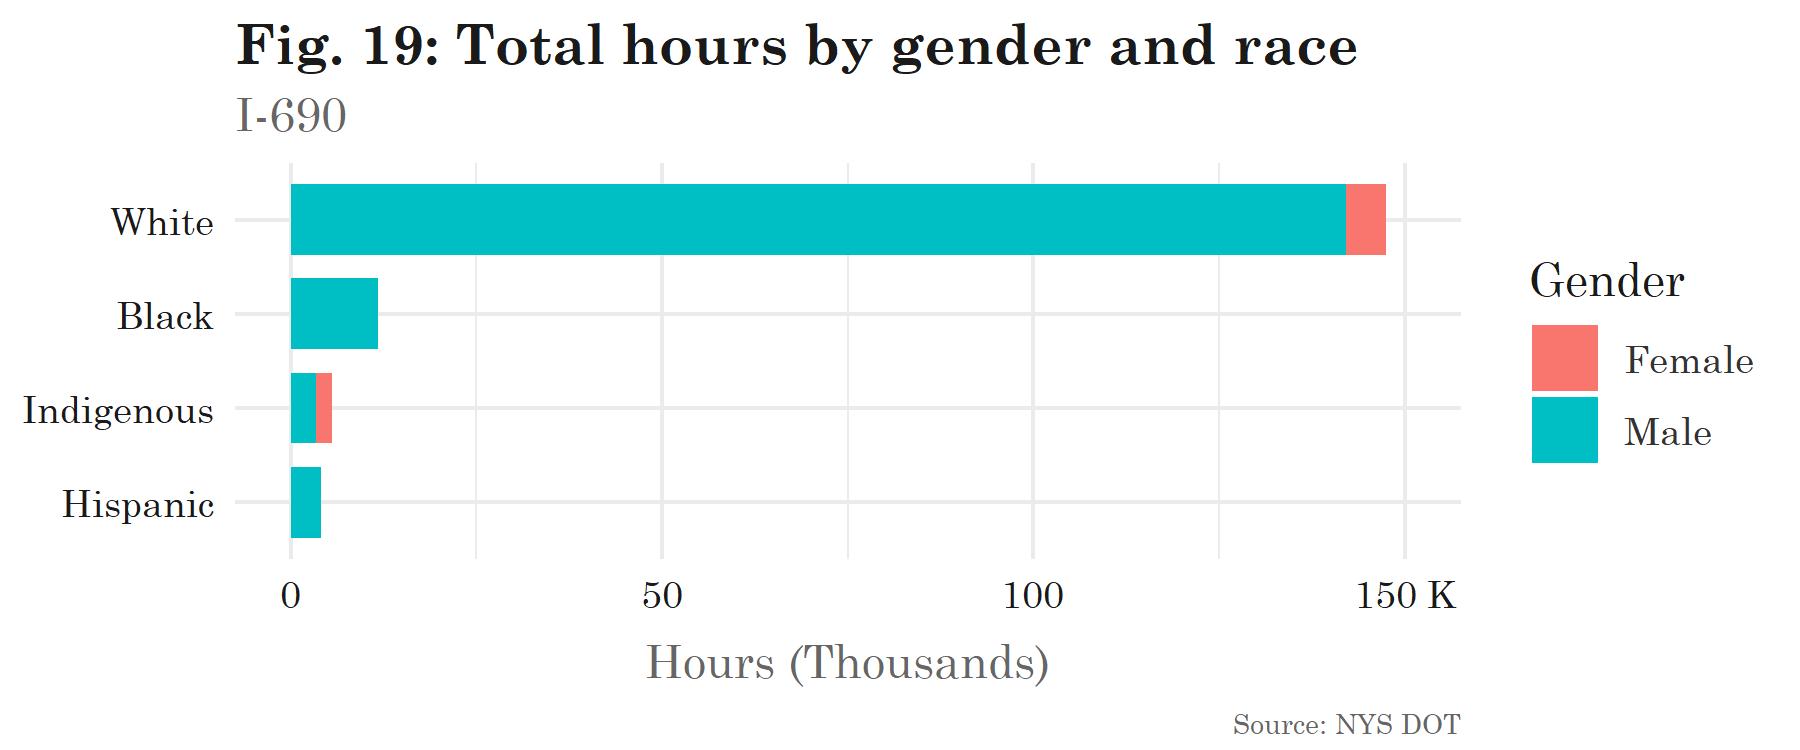 Fig. 19: Total hours by gender and race
I-690
White
Black
Indigenous
Hispanic
0 50 100 150 K
Hours (Thousands)
Gender
Female
Male
Source: NYS DOT